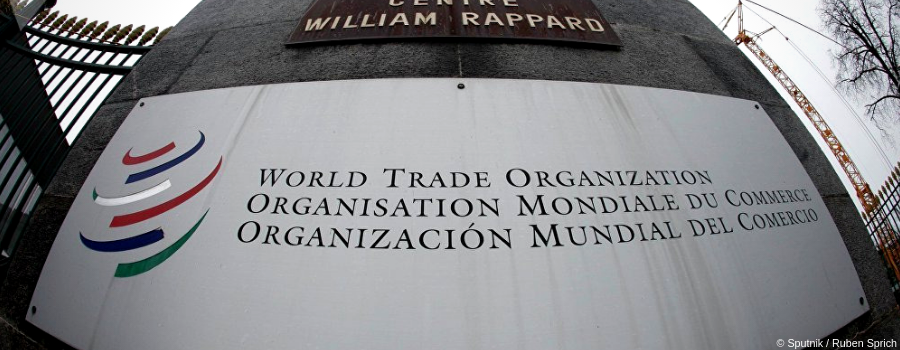 CENTRE
WILLIAM RAPPARD
WORLD TRADE ORGANIZATION
ORGANISATION MONDIALE DU COMMERCE
ORGANIZACIÓN MUNDIAL DEL COMERCIO
© Sputnik / Ruben Sprich